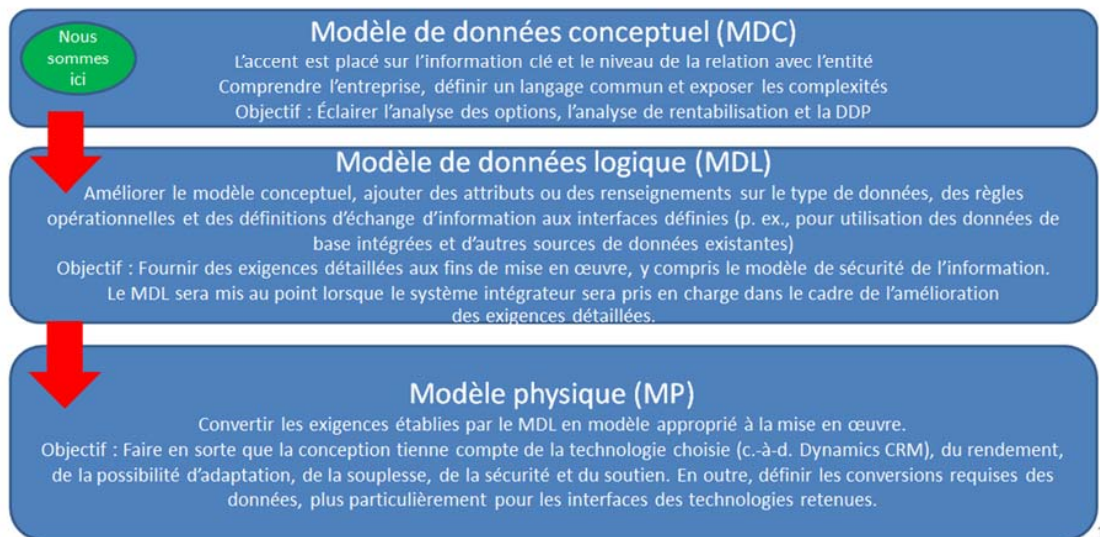 Nous
sommes
ici
Modèle de données conceptuel (MDC)
L'accent est placé sur l'information clé et le niveau de la relation avec l'entité
Comprendre l'entreprise, définir un langage commun et exposer les complexités
Objectif : Éclairer l'analyse des options, l'analyse de rentabilisation et la DDP
Modèle de données logique (MDL)
Améliorer le modèle conceptuel, ajouter des attributs ou des renseignements sur le type de données, des règles
opérationnelles et des définitions d'échange d'information aux interfaces définies (p. ex., pour utilisation des données de
base intégrées et d'autres sources de données existantes)
Objectif : Fournir des exigences détaillées aux fins de mise en œuvre, y compris le modèle de sécurité de l'information.
Le MDL sera mis au point lorsque le système intégrateur sera pris en charge dans le cadre de l'amélioration
des exigences détaillées.
Modèle physique (MP)
Convertir les exigences établies par le MDL en modèle approprié à la mise en œuvre.
Objectif : Faire en sorte que la conception tienne compte de la technologie choisie (c.-à-d. Dynamics CRM), du rendement,
de la possibilité d'adaptation, de la souplesse, de la sécurité et du soutien. En outre, définir les conversions requises des
données, plus particulièrement pour les interfaces des technologies retenues.